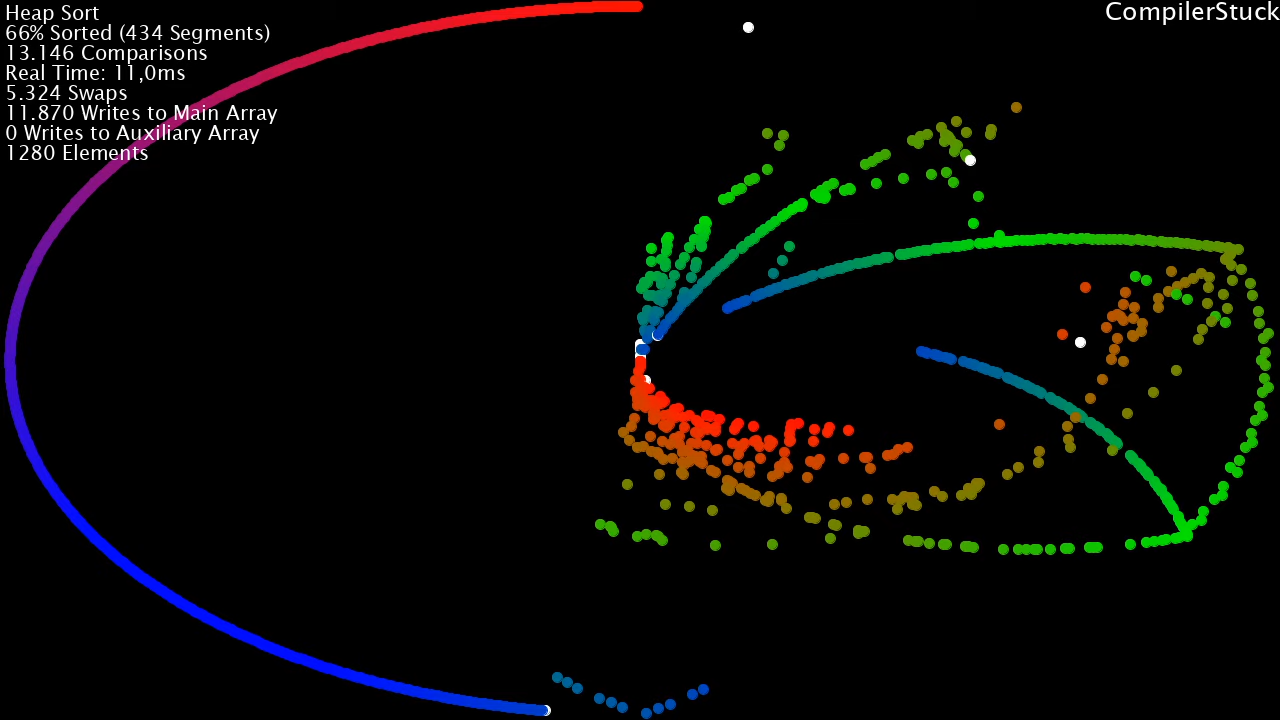 Heap Sort
66% Sorted (434 Segments)
13.146 Comparisons
Real Time: 11,0ms
5.324 Swaps
11.870 Writes to Main Array
0 Writes to Auxiliary Array
1280 Elements
CompilerStuck